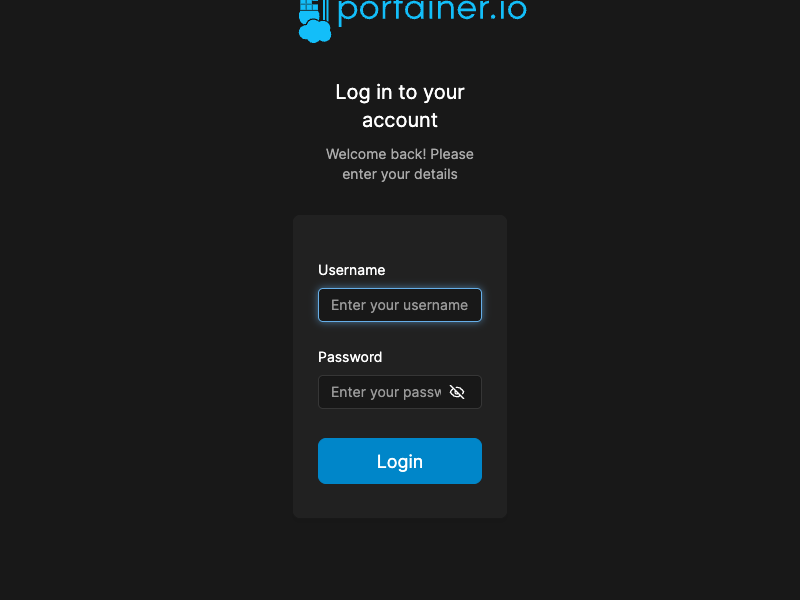 portainer.io
Log in to your
account
Welcome back! Please
enter your details
Username
Enter your username
Password
Enter your passw
Login